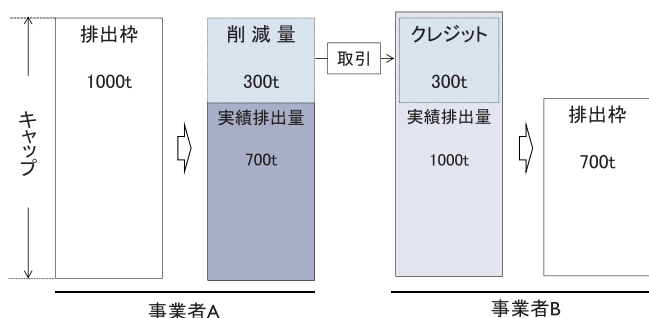 キャップ
排出枠
1000t
削減量
300t
実績排出量
700t
取引
クレジット
300t
実績排出量
1000t
排出枠
700t
事業者A
事業者B